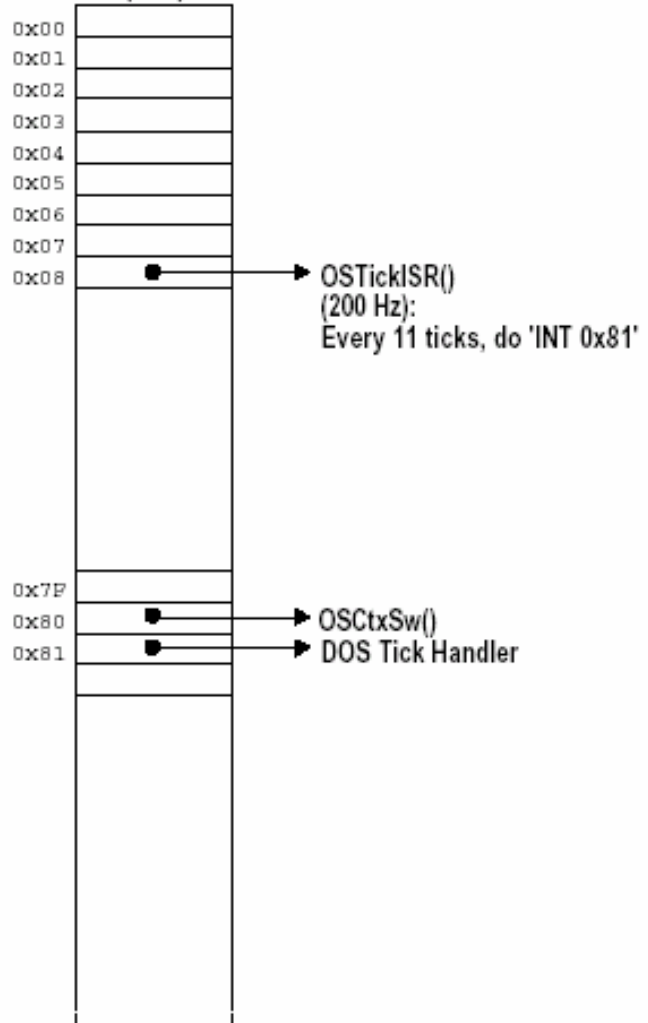 0x00
0x01
0x02
0x03
0x04
0x05
0x06
0x07
0x08
OSTickISR()
(200 Hz):
Every 11 ticks, do 'INT 0x81'
0x7F
0x80
OSCtxSw()
0x81
DOS Tick Handler